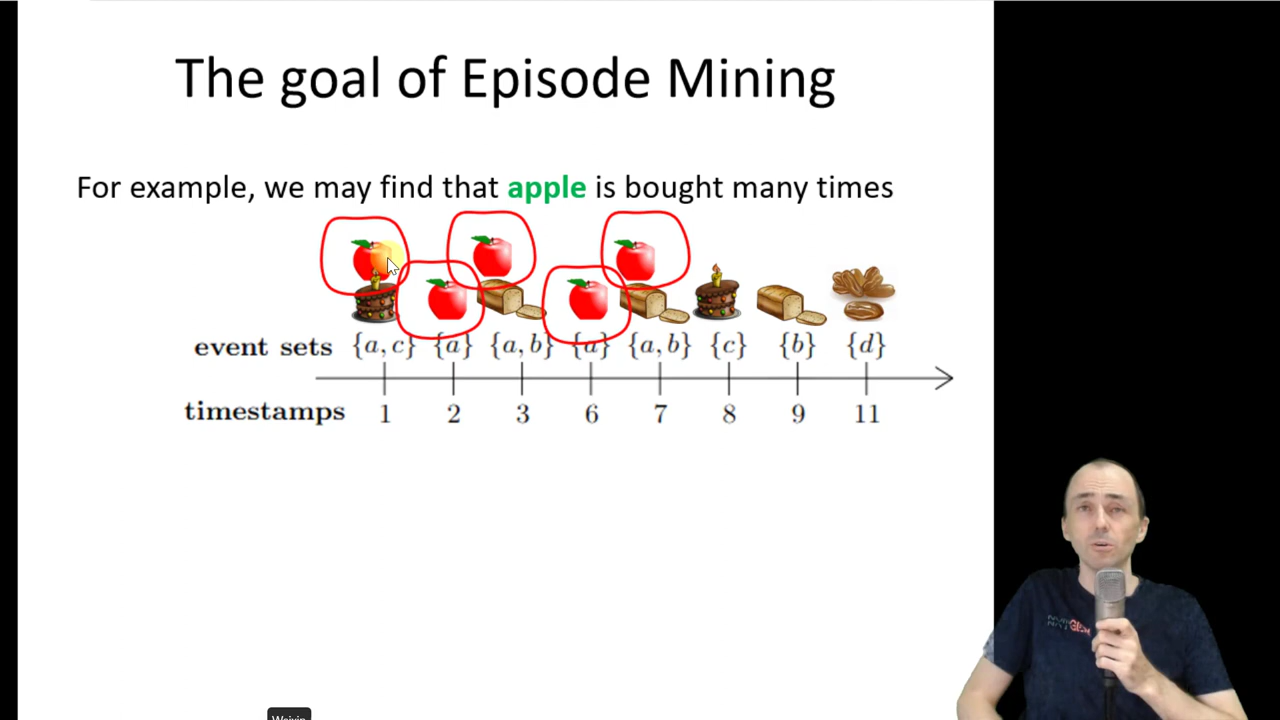 The goal of Episode Mining
For example, we may find that apple is bought many times
event sets {a, c} {a} {a, b} {a} {a, b} {c} {b} {d}
timestamps 1 2 3 6 7 8 9 11